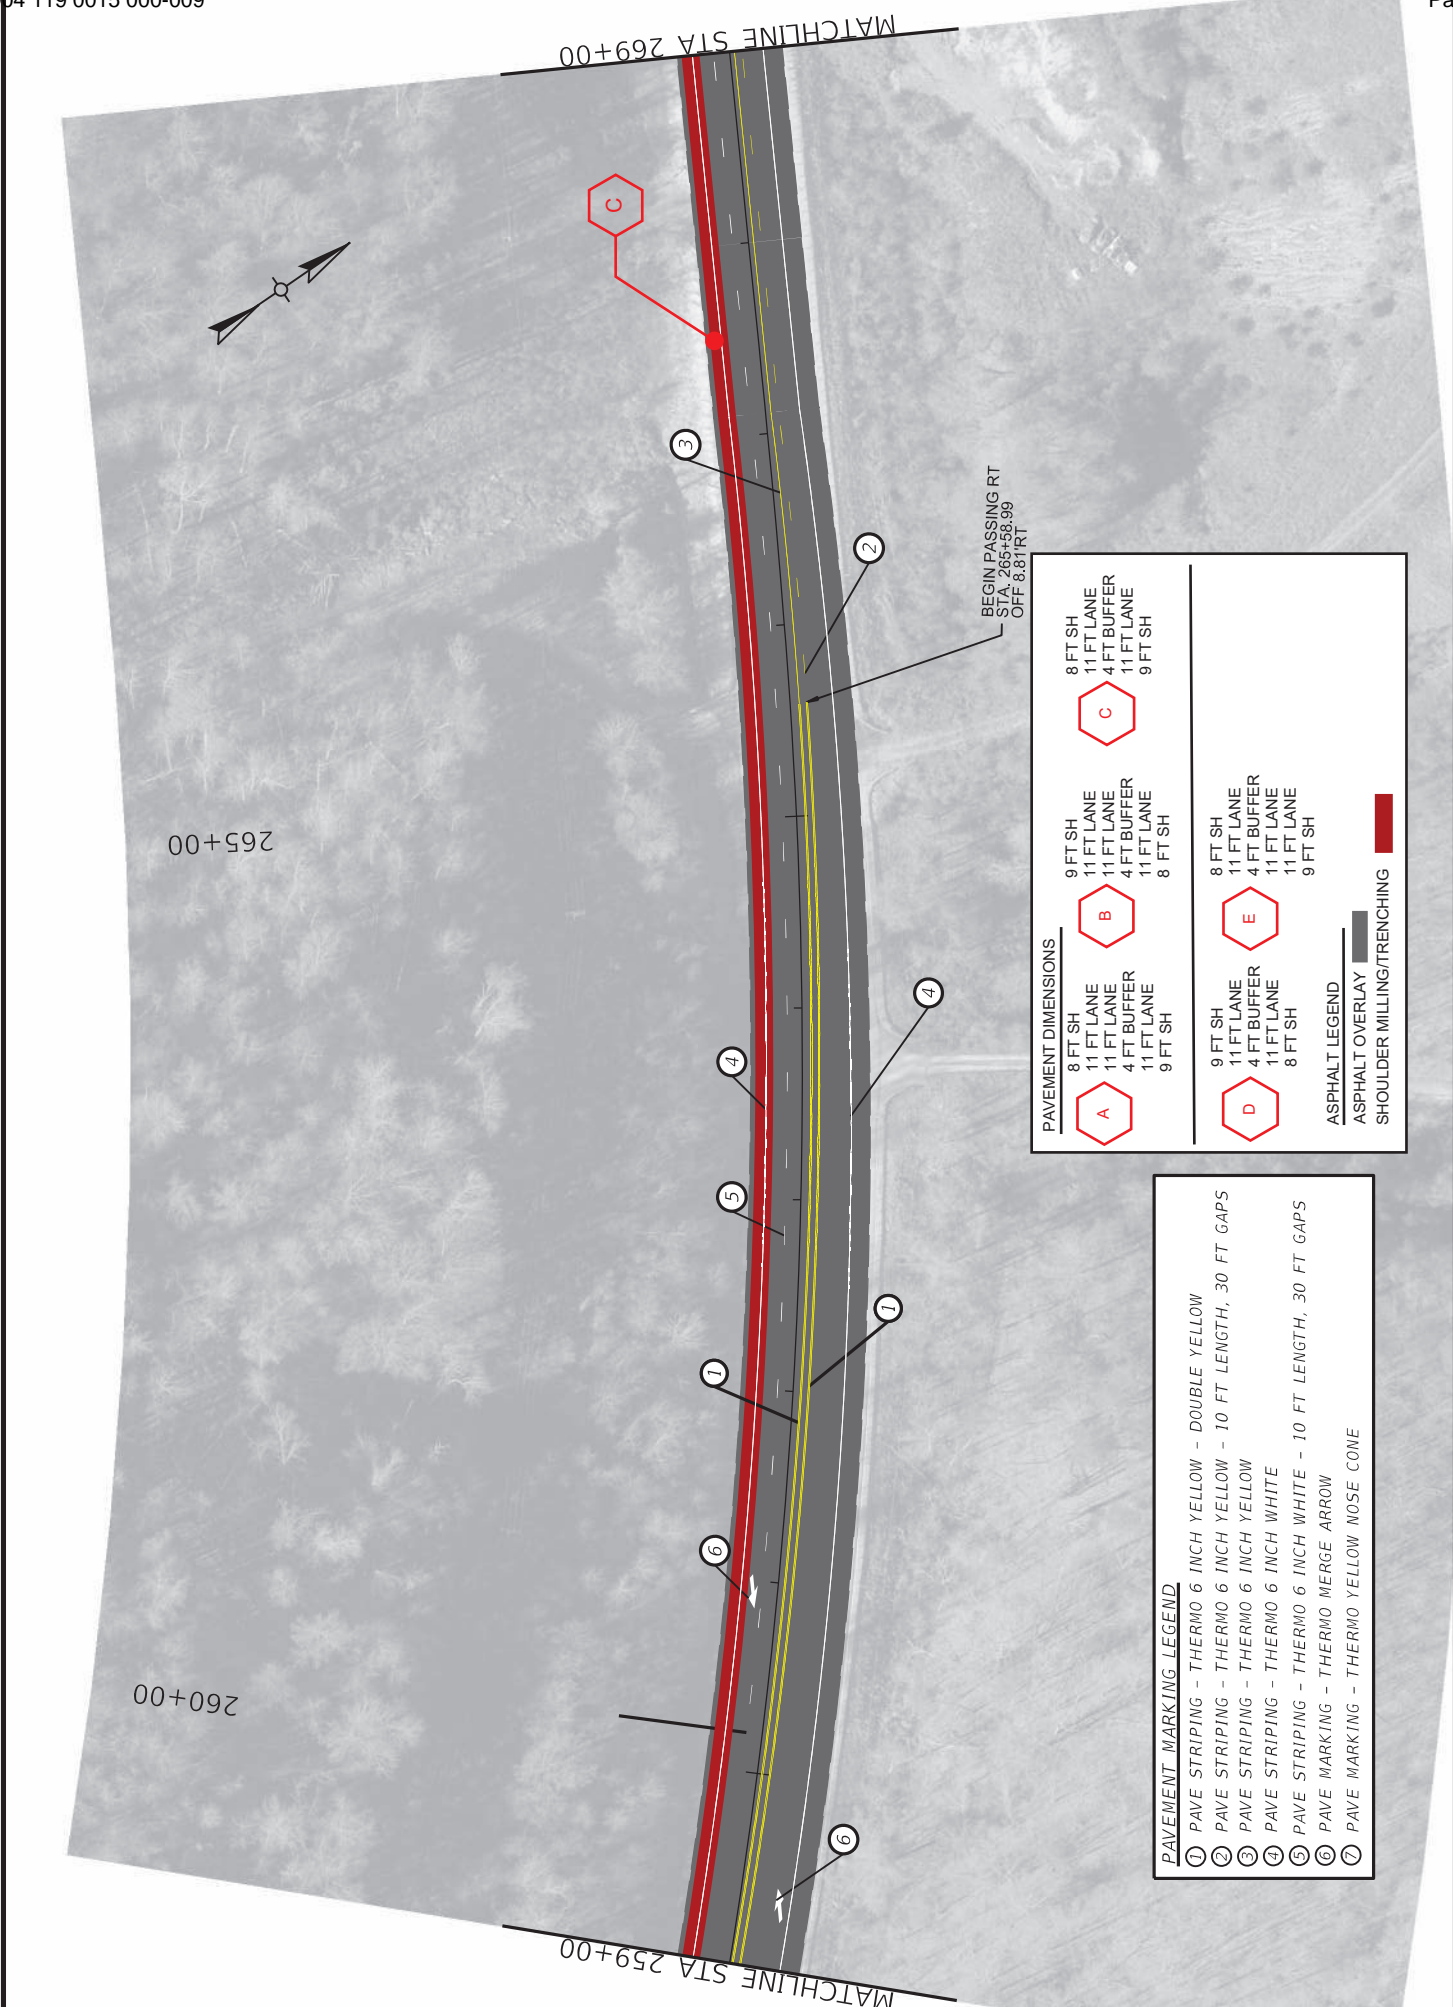 04 119 0015 000-009
Pa
MATCHLINE STA 269+00
C
3
2
BEGIN PASSING RT
STA. 265+58.99
OFF 8.81'RT
265+00
4
4
5
1
1
6
260+00
6
MATCHLINE STA 259+00
PAVEMENT DIMENSIONS
A
8 FT SH
11 FT LANE
11 FT LANE
4 FT BUFFER
11 FT LANE
9 FT SH
B
9 FT SH
11 FT LANE
11 FT LANE
4 FT BUFFER
11 FT LANE
8 FT SH
C
8 FT SH
11 FT LANE
4 FT BUFFER
11 FT LANE
9 FT SH
D
9 FT SH
11 FT LANE
4 FT BUFFER
11 FT LANE
8 FT SH
E
8 FT SH
11 FT LANE
4 FT BUFFER
11 FT LANE
11 FT LANE
9 FT SH
ASPHALT LEGEND
ASPHALT OVERLAY
SHOULDER MILLING/TRENCHING
PAVEMENT MARKING LEGEND
1 PAVE STRIPING - THERMO 6 INCH YELLOW - DOUBLE YELLOW
2 PAVE STRIPING - THERMO 6 INCH YELLOW - 10 FT LENGTH, 30 FT GAPS
3 PAVE STRIPING - THERMO 6 INCH YELLOW
4 PAVE STRIPING - THERMO 6 INCH WHITE
5 PAVE STRIPING - THERMO 6 INCH WHITE - 10 FT LENGTH, 30 FT GAPS
6 PAVE MARKING - THERMO MERGE ARROW
7 PAVE MARKING - THERMO YELLOW NOSE CONE